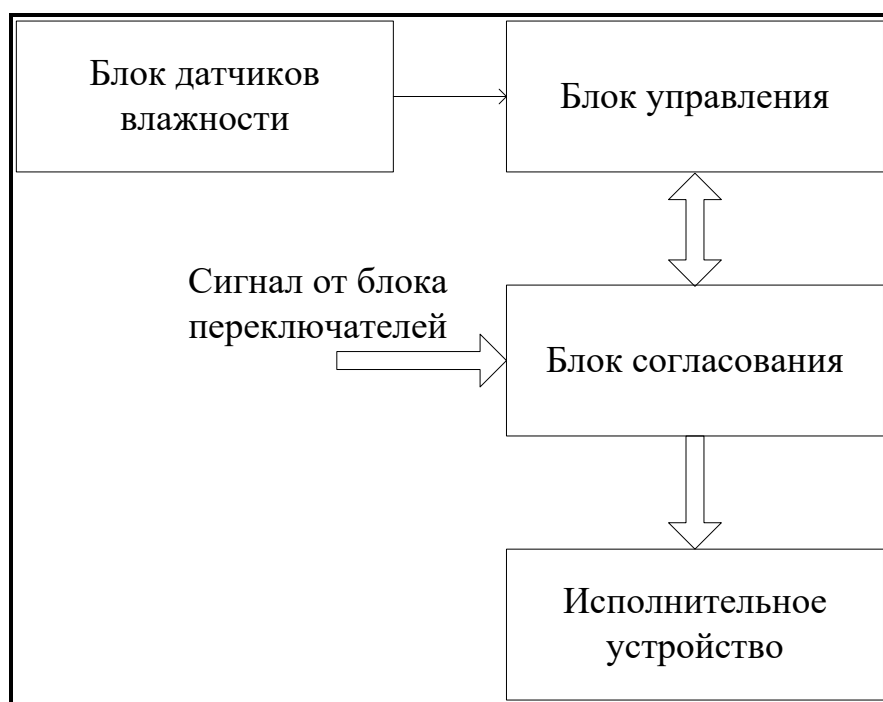 Блок датчиков
влажности
Блок управления
Сигнал от блока
переключателей
Блок согласования
Исполнительное
устройство